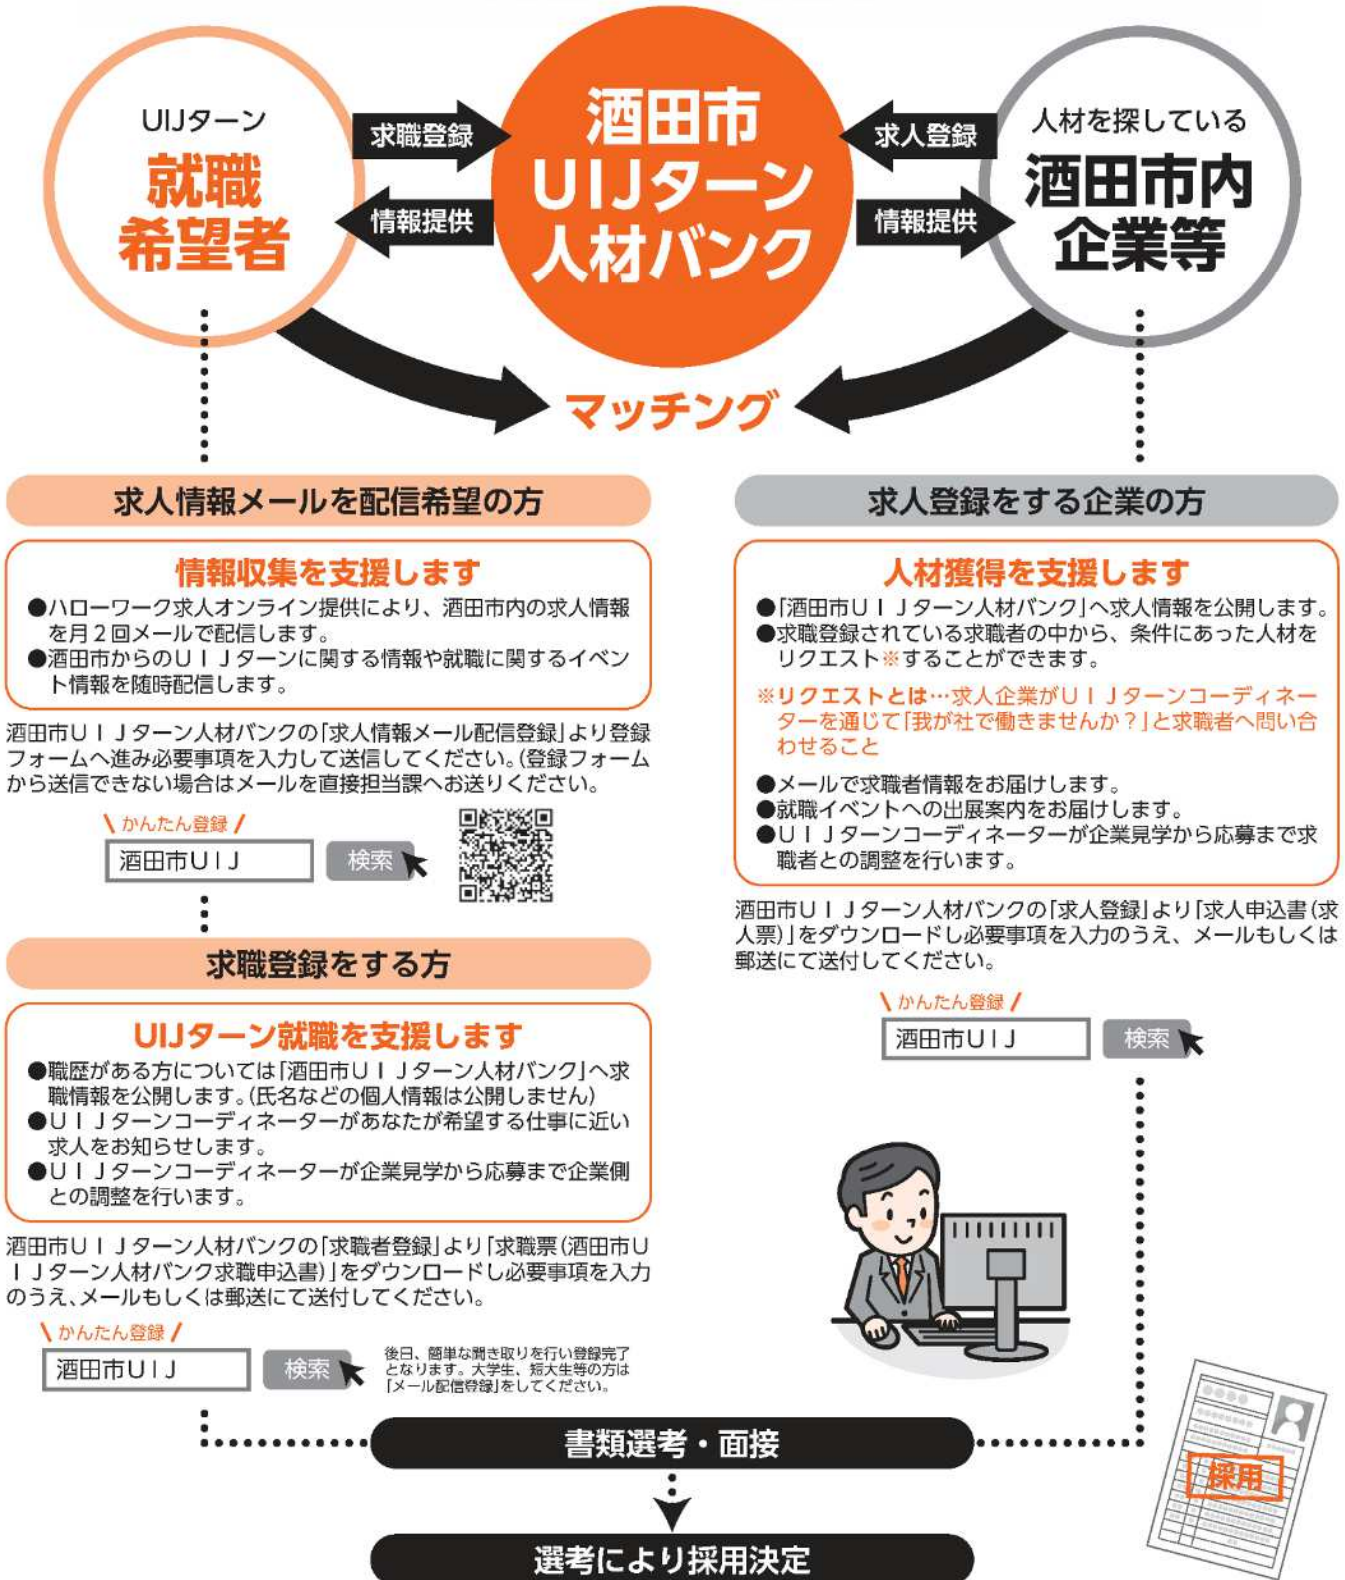 UIJターン
就職
希望者
求職登録
情報提供
酒田市
UIJターン
人材バンク
求人登録
情報提供
人材を探している
酒田市内
企業等
マッチング
求人情報メールを配信希望の方
情報収集を支援します
●ハローワーク求人オンライン提供により、酒田市内の求人情報
を月2回メールで配信します。
●酒田市からのUIJターンに関する情報や就職に関するイベン
ト情報を随時配信します。
酒田市UIJターン人材バンクの「求人情報メール配信登録」より登録
フォームへ進み必要事項を入力して送信してください。(登録フォーム
から送信できない場合はメールを直接担当課へお送りください。
\かんたん登録/
酒田市UIJ
検索
求職登録をする方
UIJターン就職を支援します
●職歴がある方については「酒田市UIJターン人材バンク」へ求
職情報を公開します。(氏名などの個人情報は公開しません)
●UIJターンコーディネーターがあなたが希望する仕事に近い
求人をお知らせします。
●UIJターンコーディネーターが企業見学から応募まで企業側
との調整を行います。
酒田市UIJターン人材バンクの「求職者登録」より「求職票(酒田市U
IJターン人材バンク求職申込書)」をダウンロードし必要事項を入力
のうえ、メールもしくは郵送にて送付してください。
\かんたん登録/
酒田市UIJ
検索
後日、簡単な聞き取りを行い登録完了
となります。大学生、短大生等の方は
「メール配信登録」をしてください。
求人登録をする企業の方
人材獲得を支援します
●「酒田市UIJターン人材バンク」へ求人情報を公開します。
●求職登録されている求職者の中から、条件にあった人材を
リクエスト※することができます。
※リクエストとは…求人企業がUIJターンコーディネー
ターを通じて「我が社で働きませんか?」と求職者へ問い合
わせること
●メールで求職者情報をお届けします。
●就職イベントへの出展案内をお届けします。
●UIJターンコーディネーターが企業見学から応募まで求
職者との調整を行います。
酒田市UIJターン人材バンクの「求人登録」より「求人申込書(求
人票)」をダウンロードし必要事項を入力のうえ、メールもしくは
郵送にて送付してください。
\かんたん登録/
酒田市UIJ
検索
書類選考・面接
選考により採用決定
採用